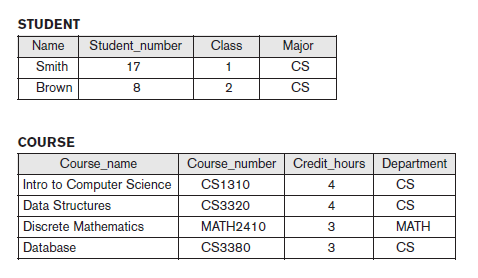 STUDENT
Name Student_number Class Major
Smith 17 1 CS
Brown 8 2 CS
COURSE
Course_name Course_number Credit_hours Department
Intro to Computer Science CS1310 4 CS
Data Structures CS3320 4 CS
Discrete Mathematics MATH2410 3 MATH
Database CS3380 3 CS